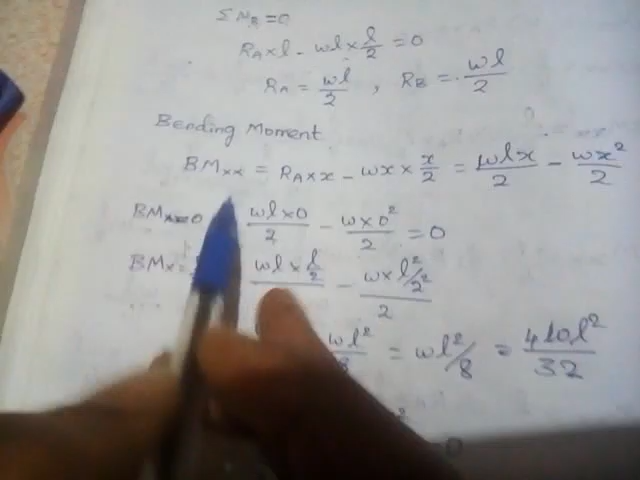 ΣM_B=0
R_A×l - wl×l/2 = 0
R_A = wl/2 , R_B = wl/2
Bending Moment
BM_xx = R_A×x - wx × x/2 = wlx/2 - wx²/2
BM wl×0/2 - w×0²/2 = 0
BM_x= wl×l/2 /2 - w×l²/2² /2
wl²/8 = wl²/8 = 4wl²/32